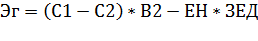 Эг = (С1 − С2) * В2 − ЕН * ЗЕД